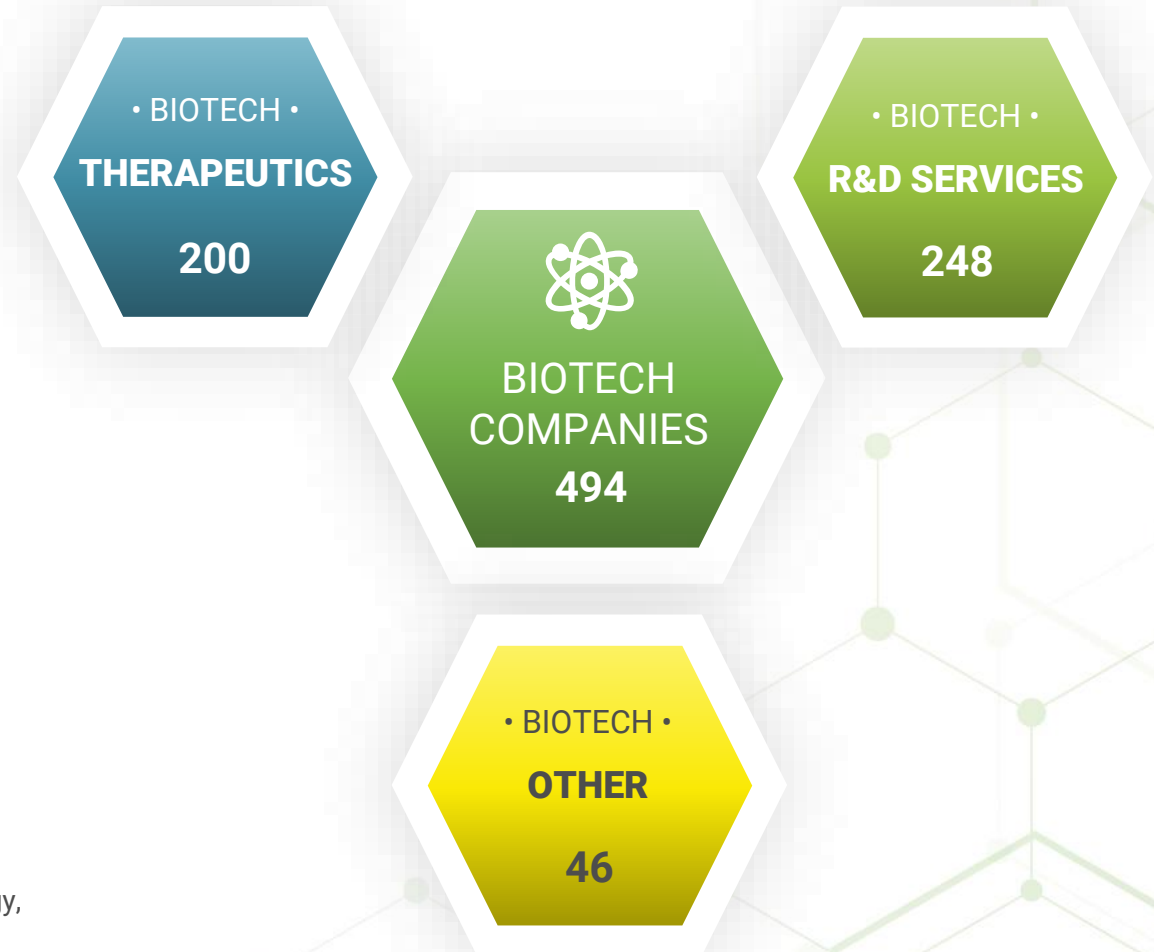 • BIOTECH •
THERAPEUTICS
200
• BIOTECH •
R&D SERVICES
248
BIOTECH
COMPANIES
494
• BIOTECH •
OTHER
46